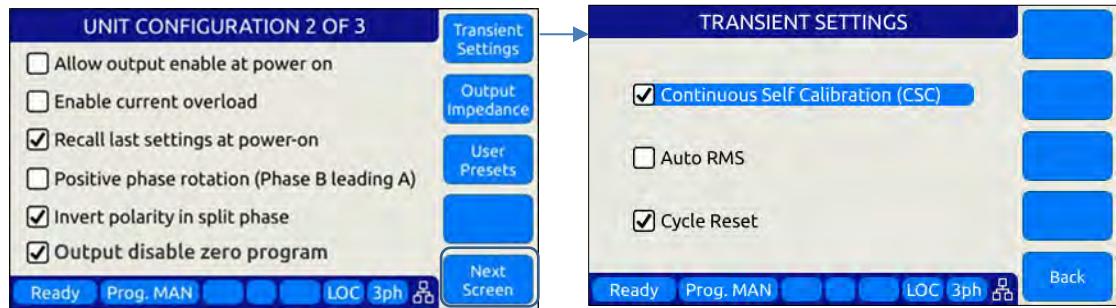 UNIT CONFIGURATION 2 OF 3
Allow output enable at power on
Enable current overload
Recall last settings at power-on
Positive phase rotation (Phase B leading A)
Invert polarity in split phase
Output disable zero program
Transient
Settings
Output
Impedance
User
Presets
Next
Screen
Ready Prog. MAN LOC 3ph
TRANSIENT SETTINGS
Continuous Self Calibration (CSC)
Auto RMS
Cycle Reset
Back
Ready Prog. MAN LOC 3ph